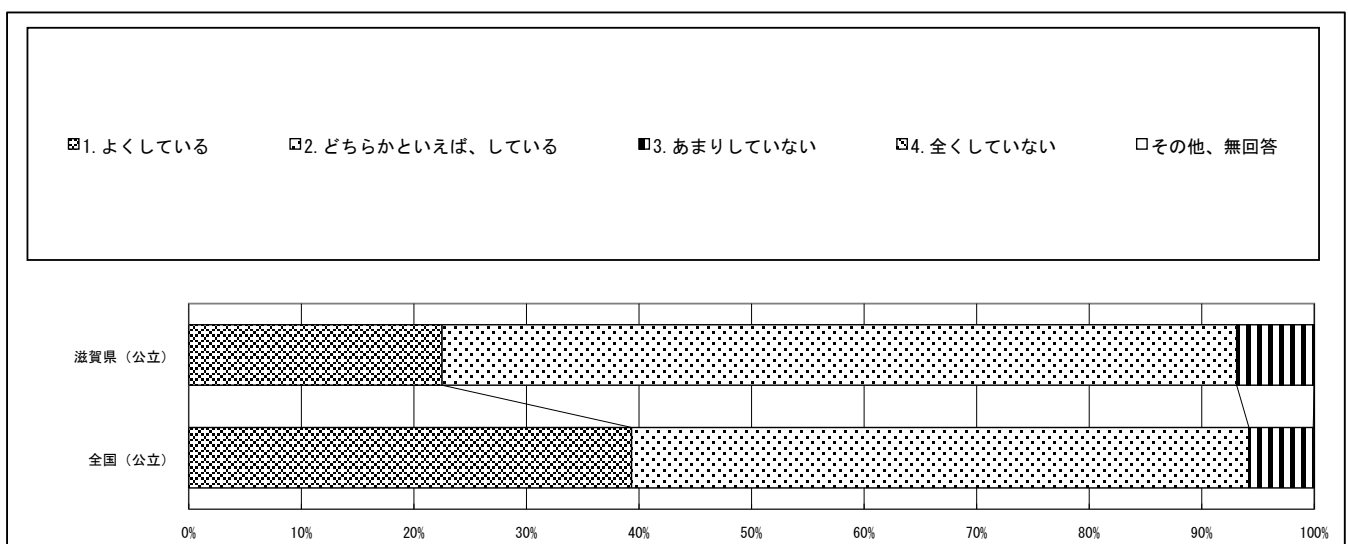 1.よくしている 2.どちらかといえば、している 3.あまりしていない 4.全くしていない その他、無回答
滋賀県（公立）
全国（公立）
0% 10% 20% 30% 40% 50% 60% 70% 80% 90% 100%